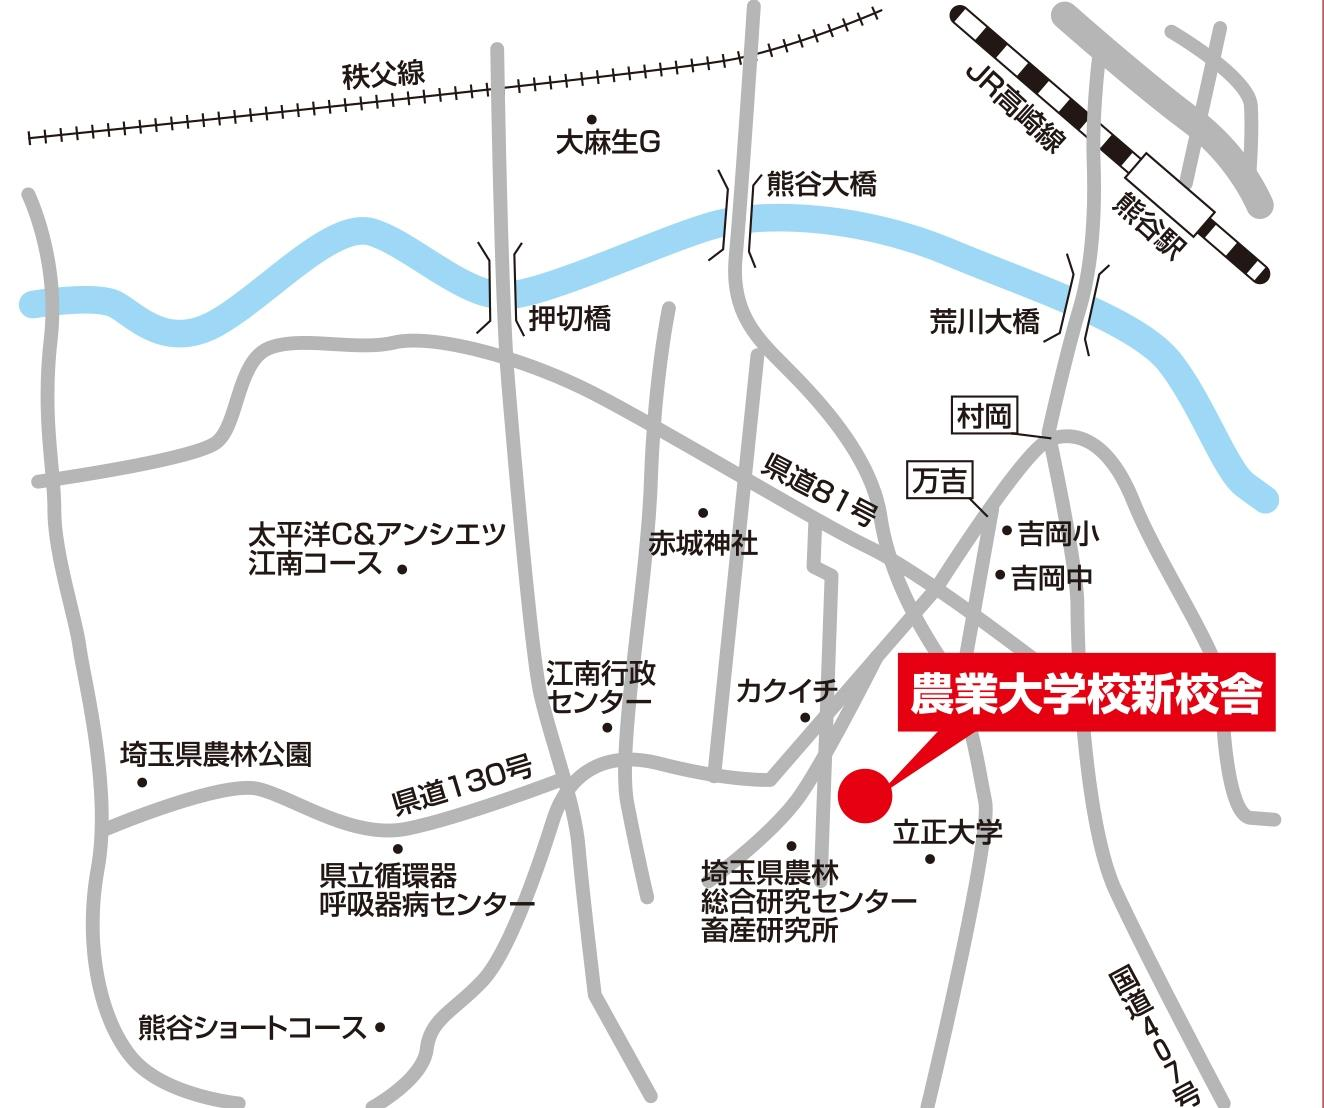 秩父線
大麻生G
JR高崎線
熊谷大橋
熊谷駅
押切橋
荒川大橋
村岡
万吉
県道81号
太平洋C&アンシエツ
江南コース
赤城神社
吉岡小
吉岡中
江南行政
センター
カクイチ
農業大学校新校舎
埼玉県農林公園
県道130号
立正大学
県立循環器
呼吸器病センター
埼玉県農林
総合研究センター
畜産研究所
熊谷ショートコース
国道407号